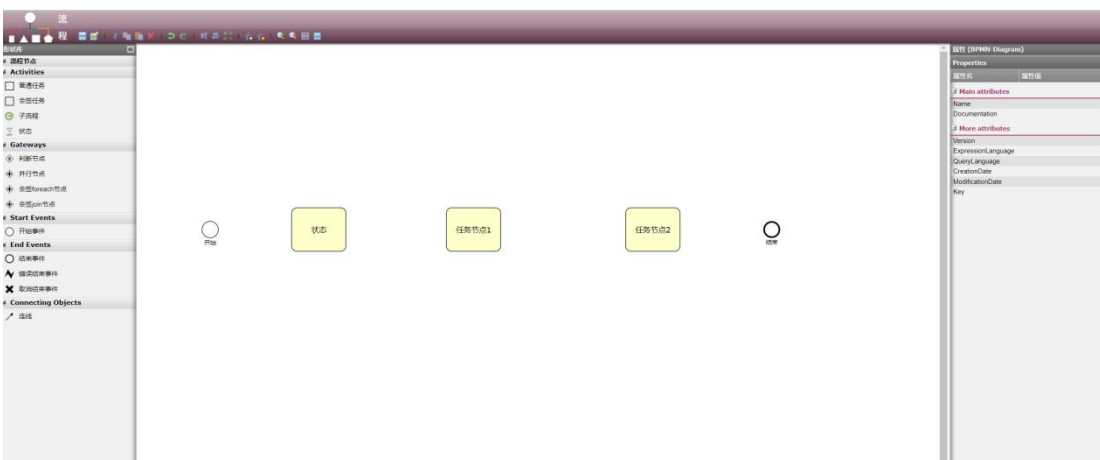 流
程
形状库
流程节点
Activities
普通任务
会签任务
子流程
状态
Gateways
判断节点
并行节点
会签foreach节点
会签join节点
Start Events
开始事件
End Events
结束事件
错误结束事件
取消结束事件
Connecting Objects
连线
开始
状态
任务节点1
任务节点2
结束
属性 (BPMN-Diagram)
Properties
属性名 属性值
Main attributes
Name
Documentation
More attributes
Version
ExpressionLanguage
QueryLanguage
CreationDate
ModificationDate
Key